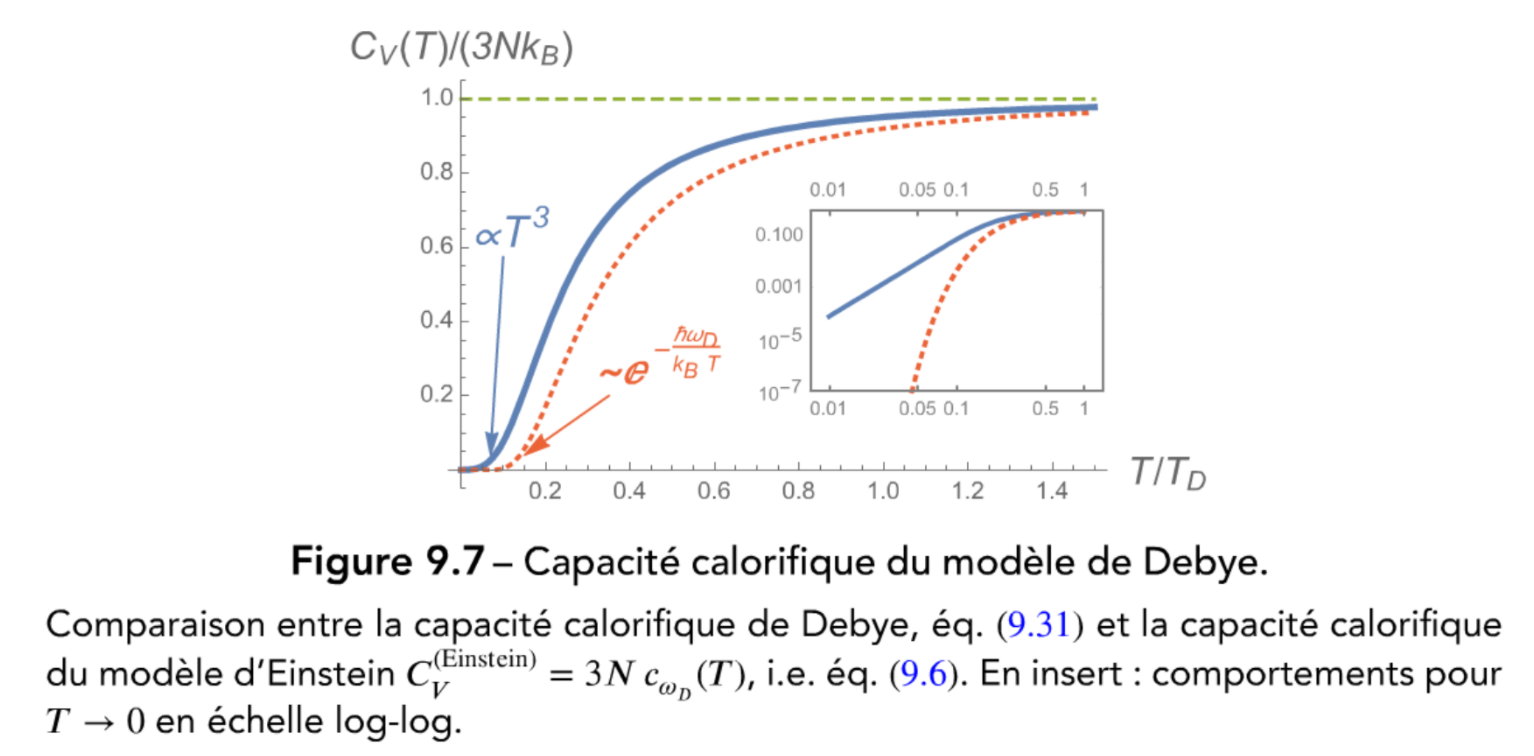 C_V(T)/(3Nk_B)
1.0
0.8
0.6
0.4
0.2
∝T^3
~e^{-ħω_D/(k_B T)}
0.01 0.05 0.1 0.5 1
0.100
0.001
10^-5
10^-7
0.01 0.05 0.1 0.5 1
0.2 0.4 0.6 0.8 1.0 1.2 1.4
T/T_D
Figure 9.7 – Capacité calorifique du modèle de Debye.
Comparaison entre la capacité calorifique de Debye, éq. (9.31) et la capacité calorifique
du modèle d’Einstein C_V^(Einstein) = 3N c_{ω_D}(T), i.e. éq. (9.6). En insert : comportements pour
T → 0 en échelle log-log.